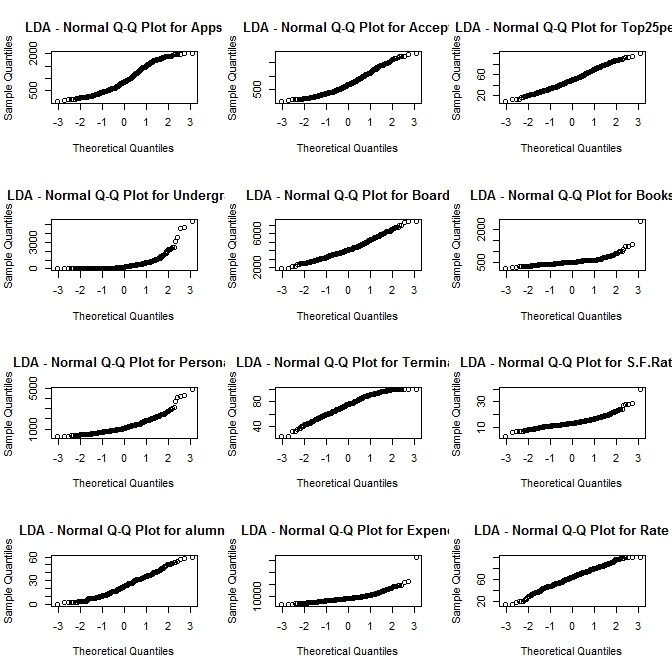 LDA - Normal Q-Q Plot for Apps
Sample Quantiles
500 2000
-3 -2 -1 0 1 2 3
Theoretical Quantiles
LDA - Normal Q-Q Plot for Accep
Sample Quantiles
500
-3 -2 -1 0 1 2 3
Theoretical Quantiles
LDA - Normal Q-Q Plot for Top25pe
Sample Quantiles
20 60
-3 -2 -1 0 1 2 3
Theoretical Quantiles
LDA - Normal Q-Q Plot for Undergr
Sample Quantiles
0 3000
-3 -2 -1 0 1 2 3
Theoretical Quantiles
LDA - Normal Q-Q Plot for Board
Sample Quantiles
2000 6000
-3 -2 -1 0 1 2 3
Theoretical Quantiles
LDA - Normal Q-Q Plot for Books
Sample Quantiles
500 2000
-3 -2 -1 0 1 2 3
Theoretical Quantiles
LDA - Normal Q-Q Plot for Persona
Sample Quantiles
1000 5000
-3 -2 -1 0 1 2 3
Theoretical Quantiles
LDA - Normal Q-Q Plot for Termina
Sample Quantiles
40 80
-3 -2 -1 0 1 2 3
Theoretical Quantiles
LDA - Normal Q-Q Plot for S.F.Rat
Sample Quantiles
10 30
-3 -2 -1 0 1 2 3
Theoretical Quantiles
LDA - Normal Q-Q Plot for alumn
Sample Quantiles
0 30 60
-3 -2 -1 0 1 2 3
Theoretical Quantiles
LDA - Normal Q-Q Plot for Expen
Sample Quantiles
10000
-3 -2 -1 0 1 2 3
Theoretical Quantiles
LDA - Normal Q-Q Plot for Rate
Sample Quantiles
20 60
-3 -2 -1 0 1 2 3
Theoretical Quantiles